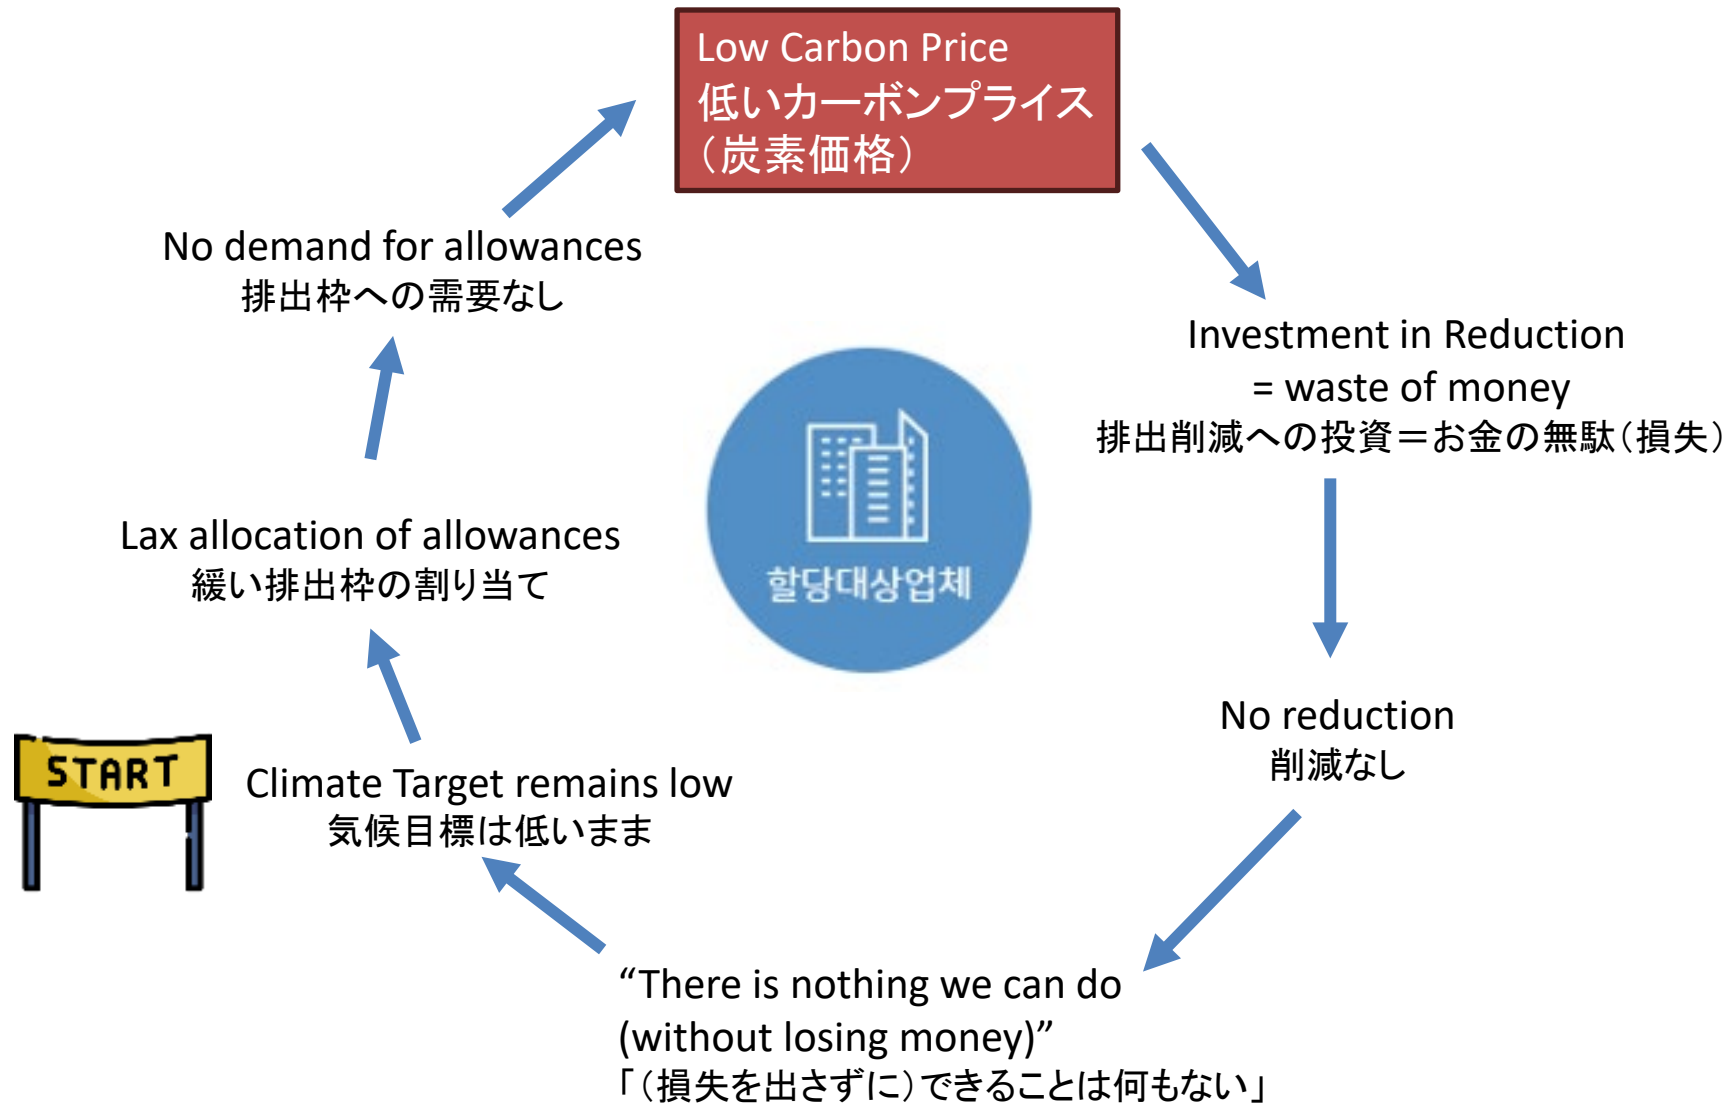 Low Carbon Price
低いカーボンプライス
（炭素価格）
Investment in Reduction
= waste of money
排出削減への投資＝お金の無駄（損失）
No reduction
削減なし
“There is nothing we can do
(without losing money)”
「（損失を出さずに）できることは何もない」
START
Climate Target remains low
気候目標は低いまま
Lax allocation of allowances
緩い排出枠の割り当て
No demand for allowances
排出枠への需要なし
할당대상업체